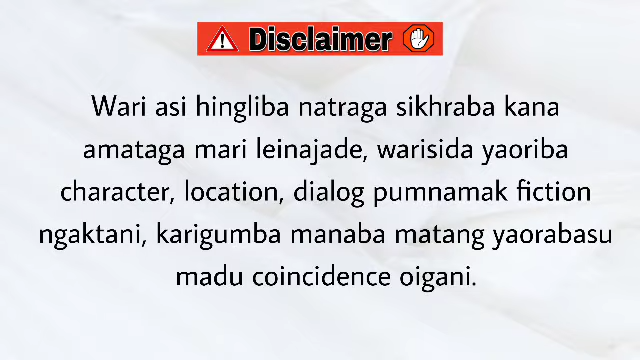 Disclaimer
Wari asi hingliba natraga sikhraba kana
amataga mari leinajade, warisida yaoriba
character, location, dialog pumnamak fiction
ngaktani, karigumba manaba matang yaorabasu
madu coincidence oigani.